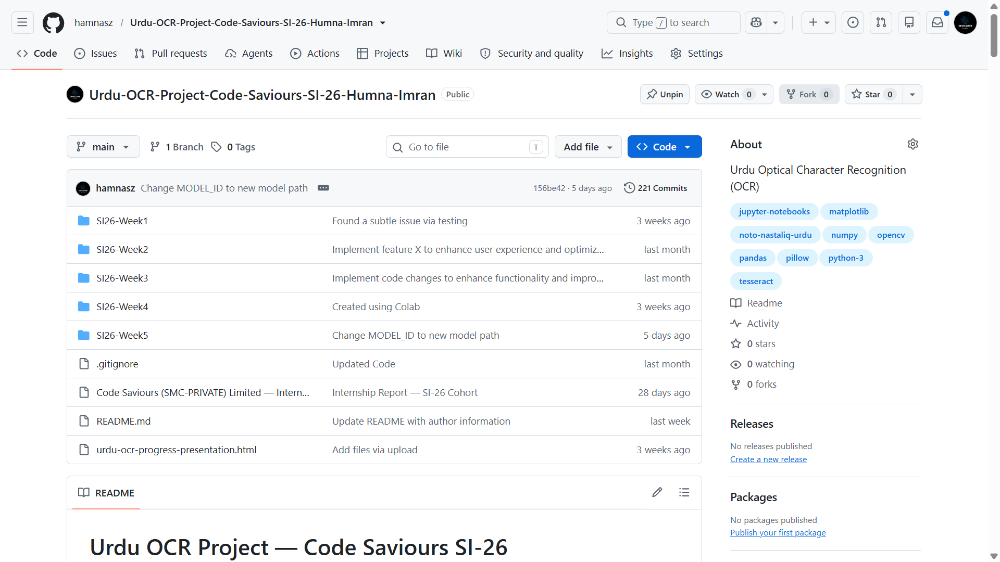 hamnasz / Urdu-OCR-Project-Code-Saviours-SI-26-Humna-Imran
Type / to search
Code
Issues
Pull requests
Agents
Actions
Projects
Wiki
Security and quality
Insights
Settings
Urdu-OCR-Project-Code-Saviours-SI-26-Humna-Imran Public
Unpin
Watch 0
Fork 0
Star 0
main
1 Branch
0 Tags
Go to file T
Add file
Code
hamnasz Change MODEL_ID to new model path
156be42 · 5 days ago
221 Commits
SI26-Week1 Found a subtle issue via testing 3 weeks ago
SI26-Week2 Implement feature X to enhance user experience and optimiz... last month
SI26-Week3 Implement code changes to enhance functionality and impro... last month
SI26-Week4 Created using Colab 3 weeks ago
SI26-Week5 Change MODEL_ID to new model path 5 days ago
.gitignore Updated Code last month
Code Saviours (SMC-PRIVATE) Limited — Intern... Internship Report — SI-26 Cohort 28 days ago
README.md Update README with author information last week
urdu-ocr-progress-presentation.html Add files via upload 3 weeks ago
README
Urdu OCR Project — Code Saviours SI-26
About
Urdu Optical Character Recognition
(OCR)
jupyter-notebooks matplotlib
noto-nastaliq-urdu numpy opencv
pandas pillow python-3
tesseract
Readme
Activity
0 stars
0 watching
0 forks
Releases
No releases published
Create a new release
Packages
No packages published
Publish your first package